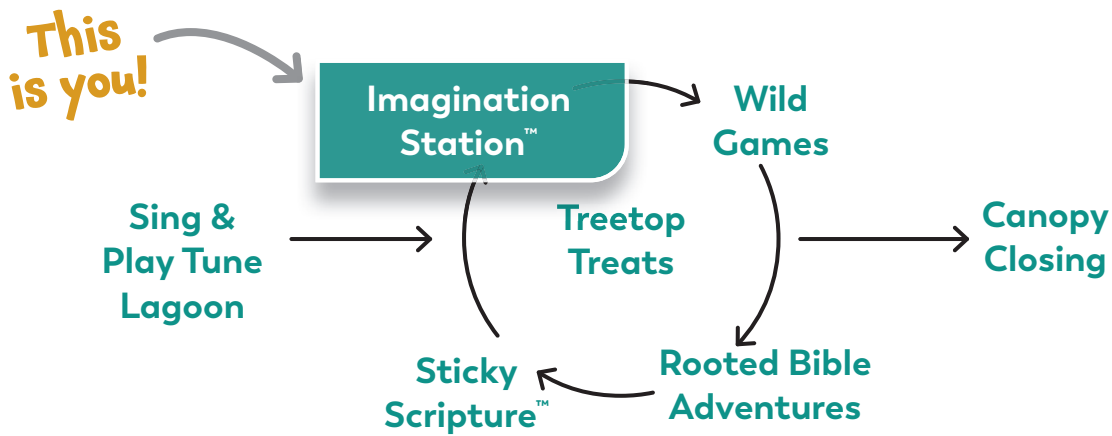 This
is you!
Imagination
Station™
Wild
Games
Sing &
Play Tune
Lagoon
Treetop
Treats
Canopy
Closing
Sticky
Scripture™
Rooted Bible
Adventures